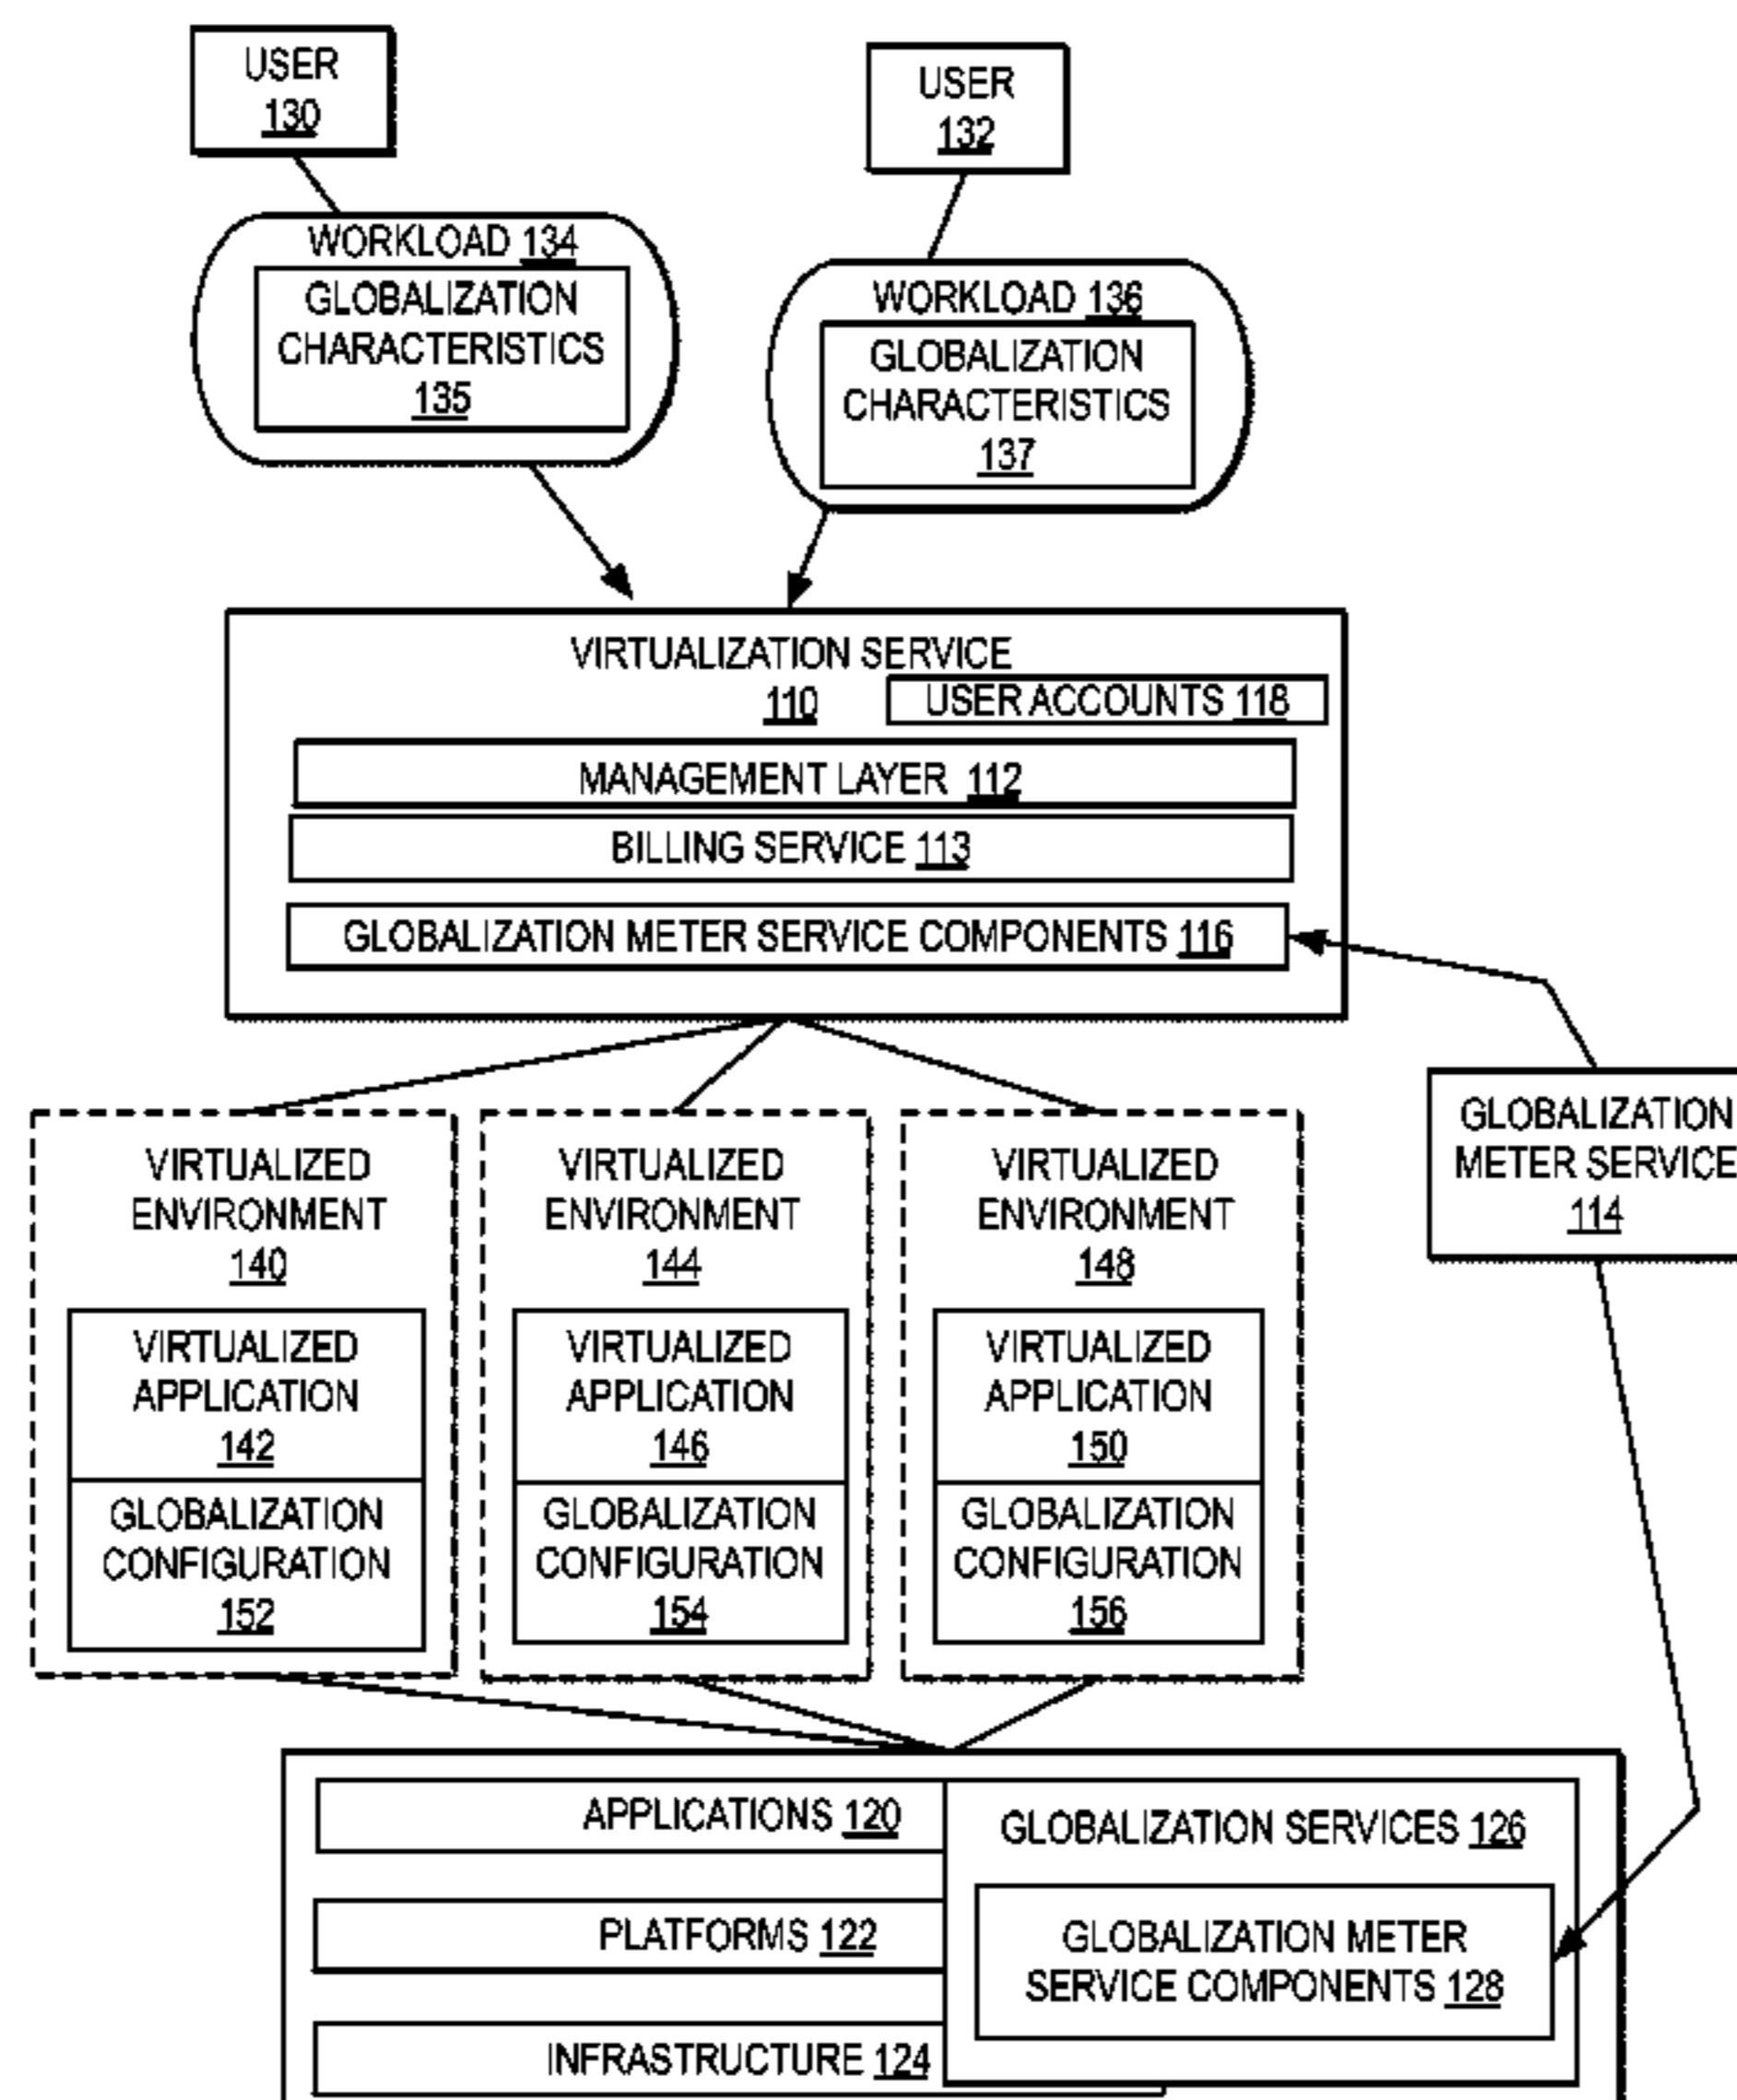 USER
130
USER
132
WORKLOAD 134
GLOBALIZATION
CHARACTERISTICS
135
WORKLOAD 136
GLOBALIZATION
CHARACTERISTICS
137
VIRTUALIZATION SERVICE
110
USER ACCOUNTS 118
MANAGEMENT LAYER 112
BILLING SERVICE 113
GLOBALIZATION METER SERVICE COMPONENTS 116
GLOBALIZATION
METER SERVICE
114
VIRTUALIZED
ENVIRONMENT
140
VIRTUALIZED
APPLICATION
142
GLOBALIZATION
CONFIGURATION
152
VIRTUALIZED
ENVIRONMENT
144
VIRTUALIZED
APPLICATION
146
GLOBALIZATION
CONFIGURATION
154
VIRTUALIZED
ENVIRONMENT
148
VIRTUALIZED
APPLICATION
150
GLOBALIZATION
CONFIGURATION
156
APPLICATIONS 120
PLATFORMS 122
INFRASTRUCTURE 124
GLOBALIZATION SERVICES 126
GLOBALIZATION METER
SERVICE COMPONENTS 128